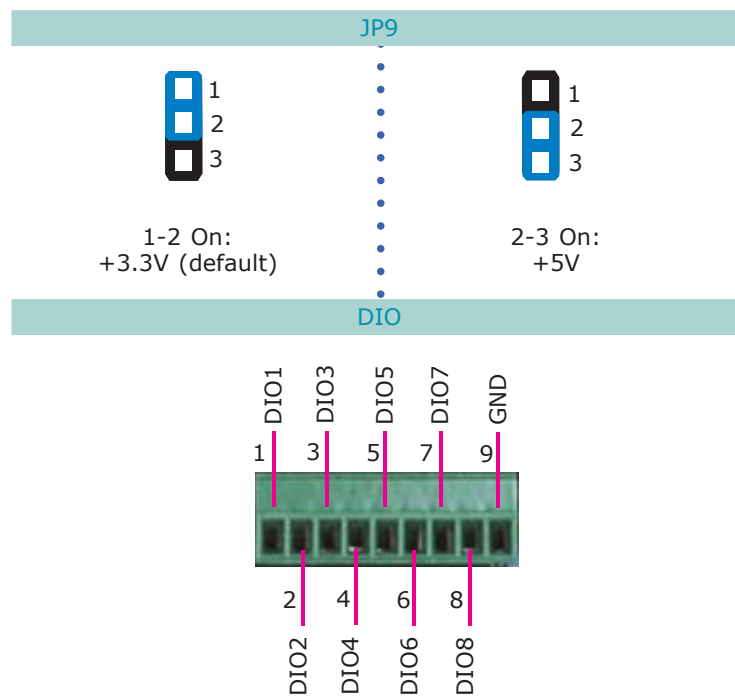 JP9
1
2
3
1-2 On:
+3.3V (default)
1
2
3
2-3 On:
+5V
DIO
DIO1 DIO3 DIO5 DIO7 GND
1 3 5 7 9
2 4 6 8
DIO2 DIO4 DIO6 DIO8